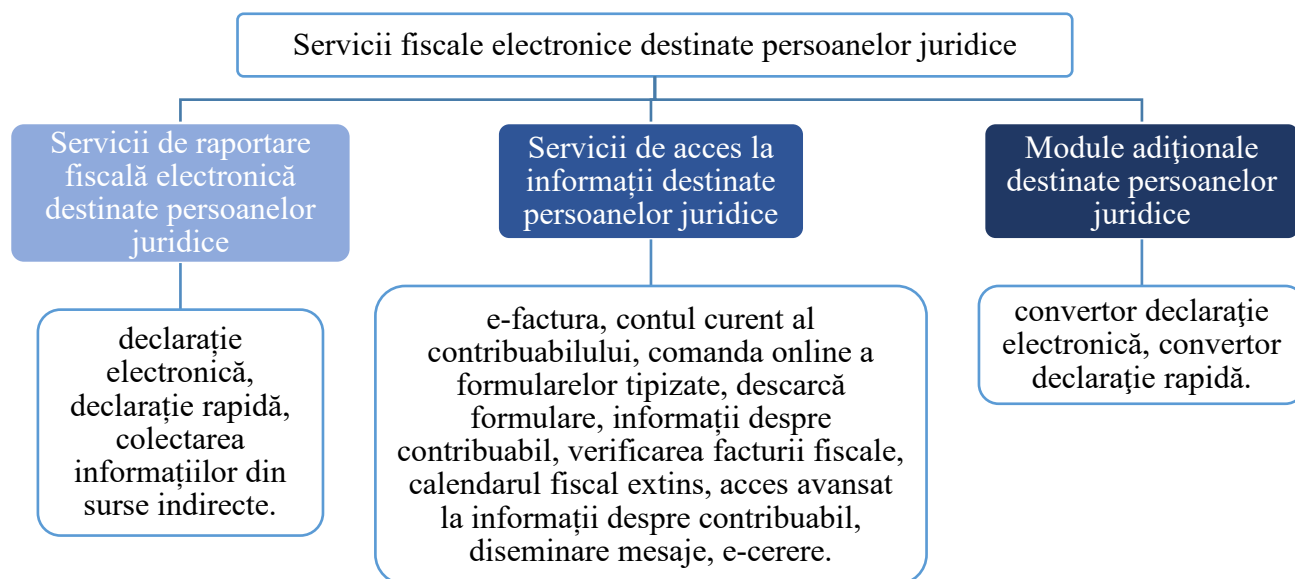 Servicii fiscale electronice destinate persoanelor juridice
Servicii de raportare
fiscală electronică
destinate persoanelor
juridice
Servicii de acces la
informații destinate
persoanelor juridice
Module adiţionale
destinate persoanelor
juridice
declarație
electronică,
declarație rapidă,
colectarea
informațiilor din
surse indirecte.
e-factura, contul curent al
contribuabilului, comanda online a
formularelor tipizate, descarcă
formulare, informații despre
contribuabil, verificarea facturii fiscale,
calendarul fiscal extins, acces avansat
la informații despre contribuabil,
diseminare mesaje, e-cerere.
convertor declaraţie
electronică, convertor
declaraţie rapidă.